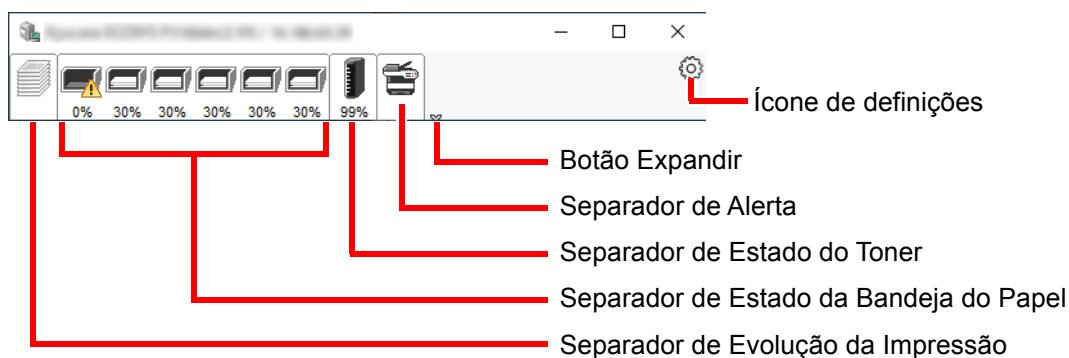 0% 30% 30% 30% 30% 30% 99%
Ícone de definições
Botão Expandir
Separador de Alerta
Separador de Estado do Toner
Separador de Estado da Bandeja do Papel
Separador de Evolução da Impressão